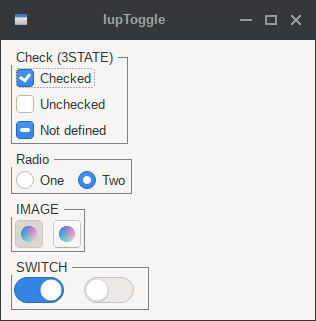 IupToggle
Check (3STATE)
Checked
Unchecked
Not defined
Radio
One Two
IMAGE
SWITCH